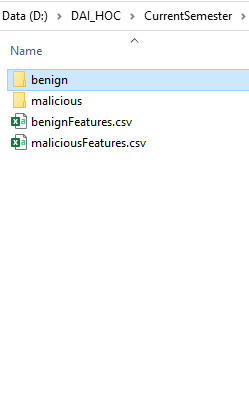 Data (D:) > DAI_HOC > CurrentSemester >
Name
benign
malicious
benignFeatures.csv
maliciousFeatures.csv